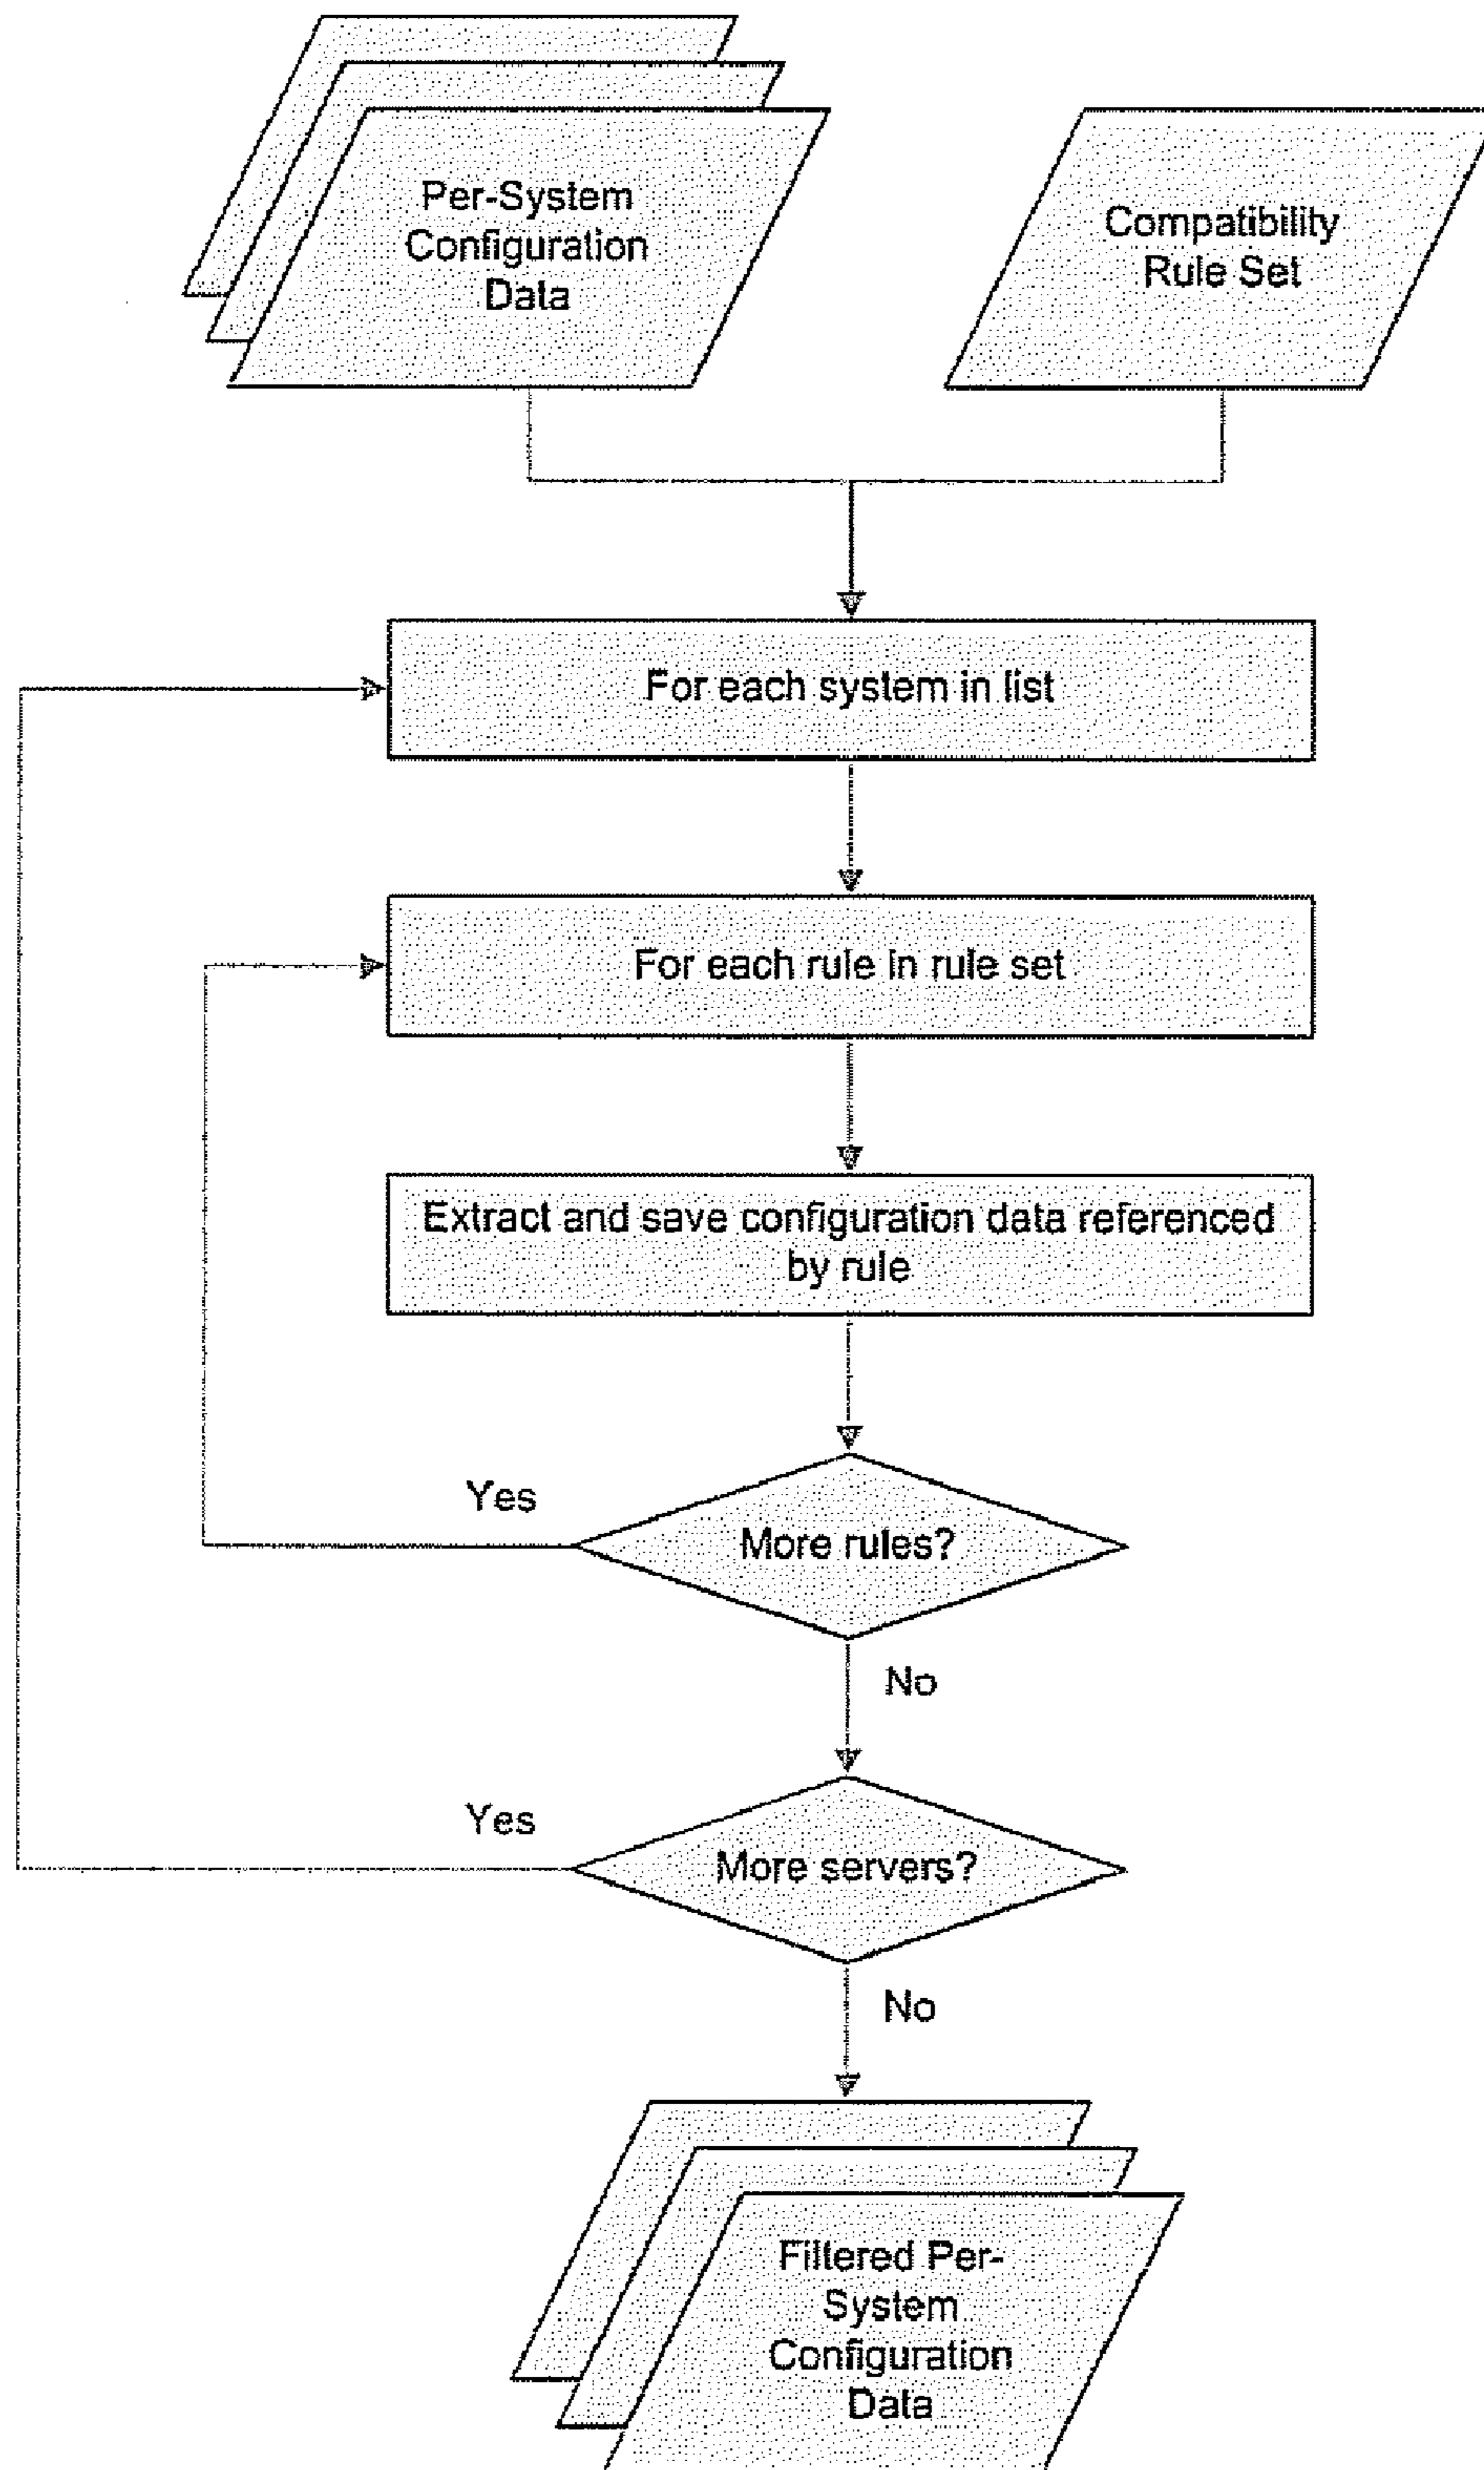 Per-System
Configuration
Data
Compatibility
Rule Set
For each system in list
For each rule in rule set
Extract and save configuration data referenced
by rule
Yes
More rules?
No
Yes
More servers?
No
Filtered Per-
System
Configuration
Data